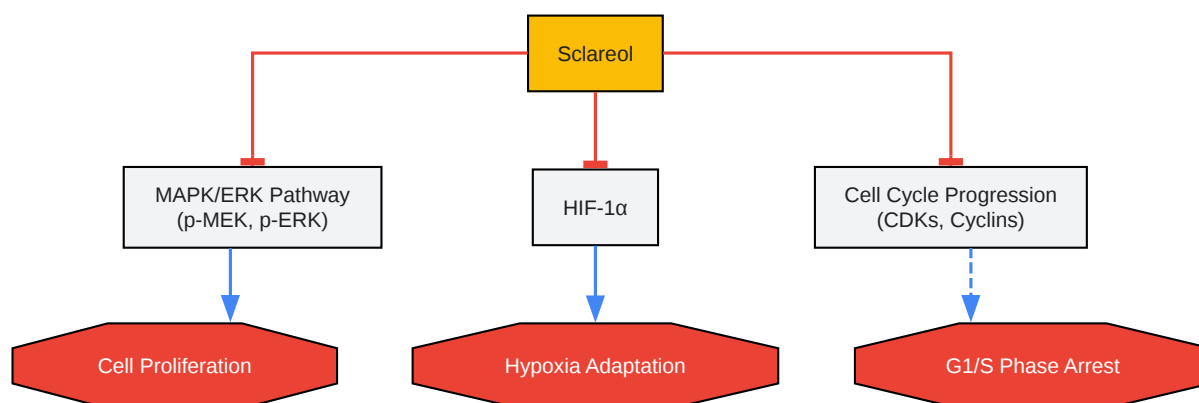 Sclareol
MAPK/ERK Pathway
(p-MEK, p-ERK)
HIF-1α
Cell Cycle Progression
(CDKs, Cyclins)
Cell Proliferation
Hypoxia Adaptation
G1/S Phase Arrest